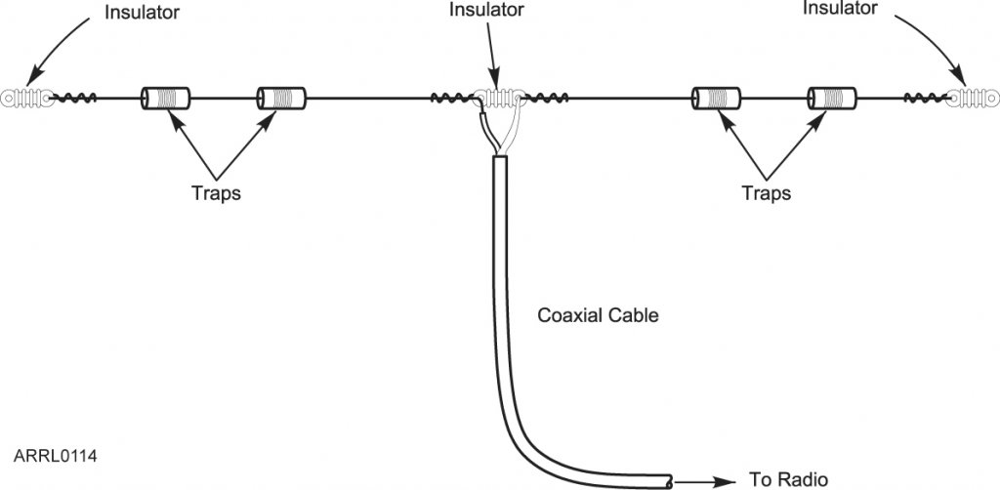 Insulator
Insulator
Insulator
Traps
Traps
Coaxial Cable
ARRL0114
To Radio